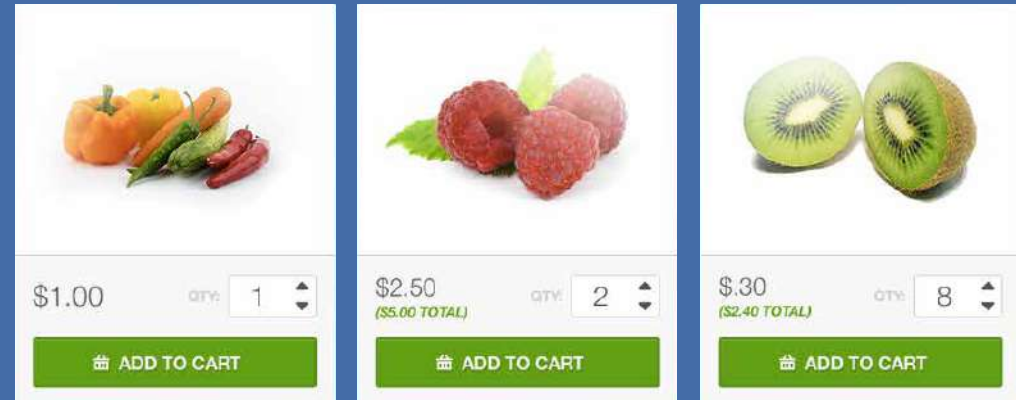 $1.00
QTY: 1
ADD TO CART
$2.50
($5.00 TOTAL)
QTY: 2
ADD TO CART
$.30
($2.40 TOTAL)
QTY: 8
ADD TO CART